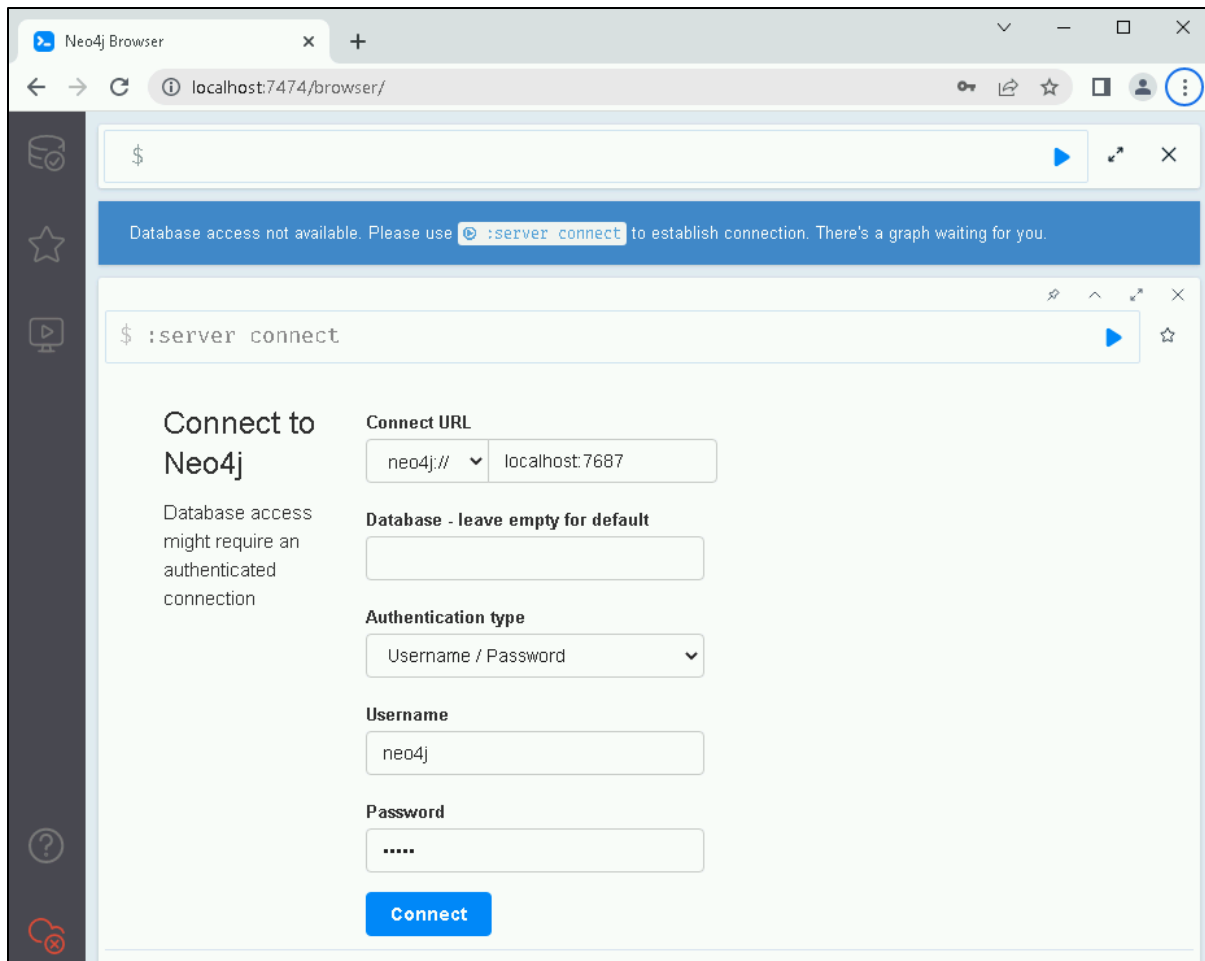 Neo4j Browser
localhost:7474/browser/
$
Database access not available. Please use :server connect to establish connection. There's a graph waiting for you.
$ :server connect
Connect to
Neo4j
Database access
might require an
authenticated
connection
Connect URL
neo4j:// localhost:7687
Database - leave empty for default
Authentication type
Username / Password
Username
neo4j
Password
•••••
Connect